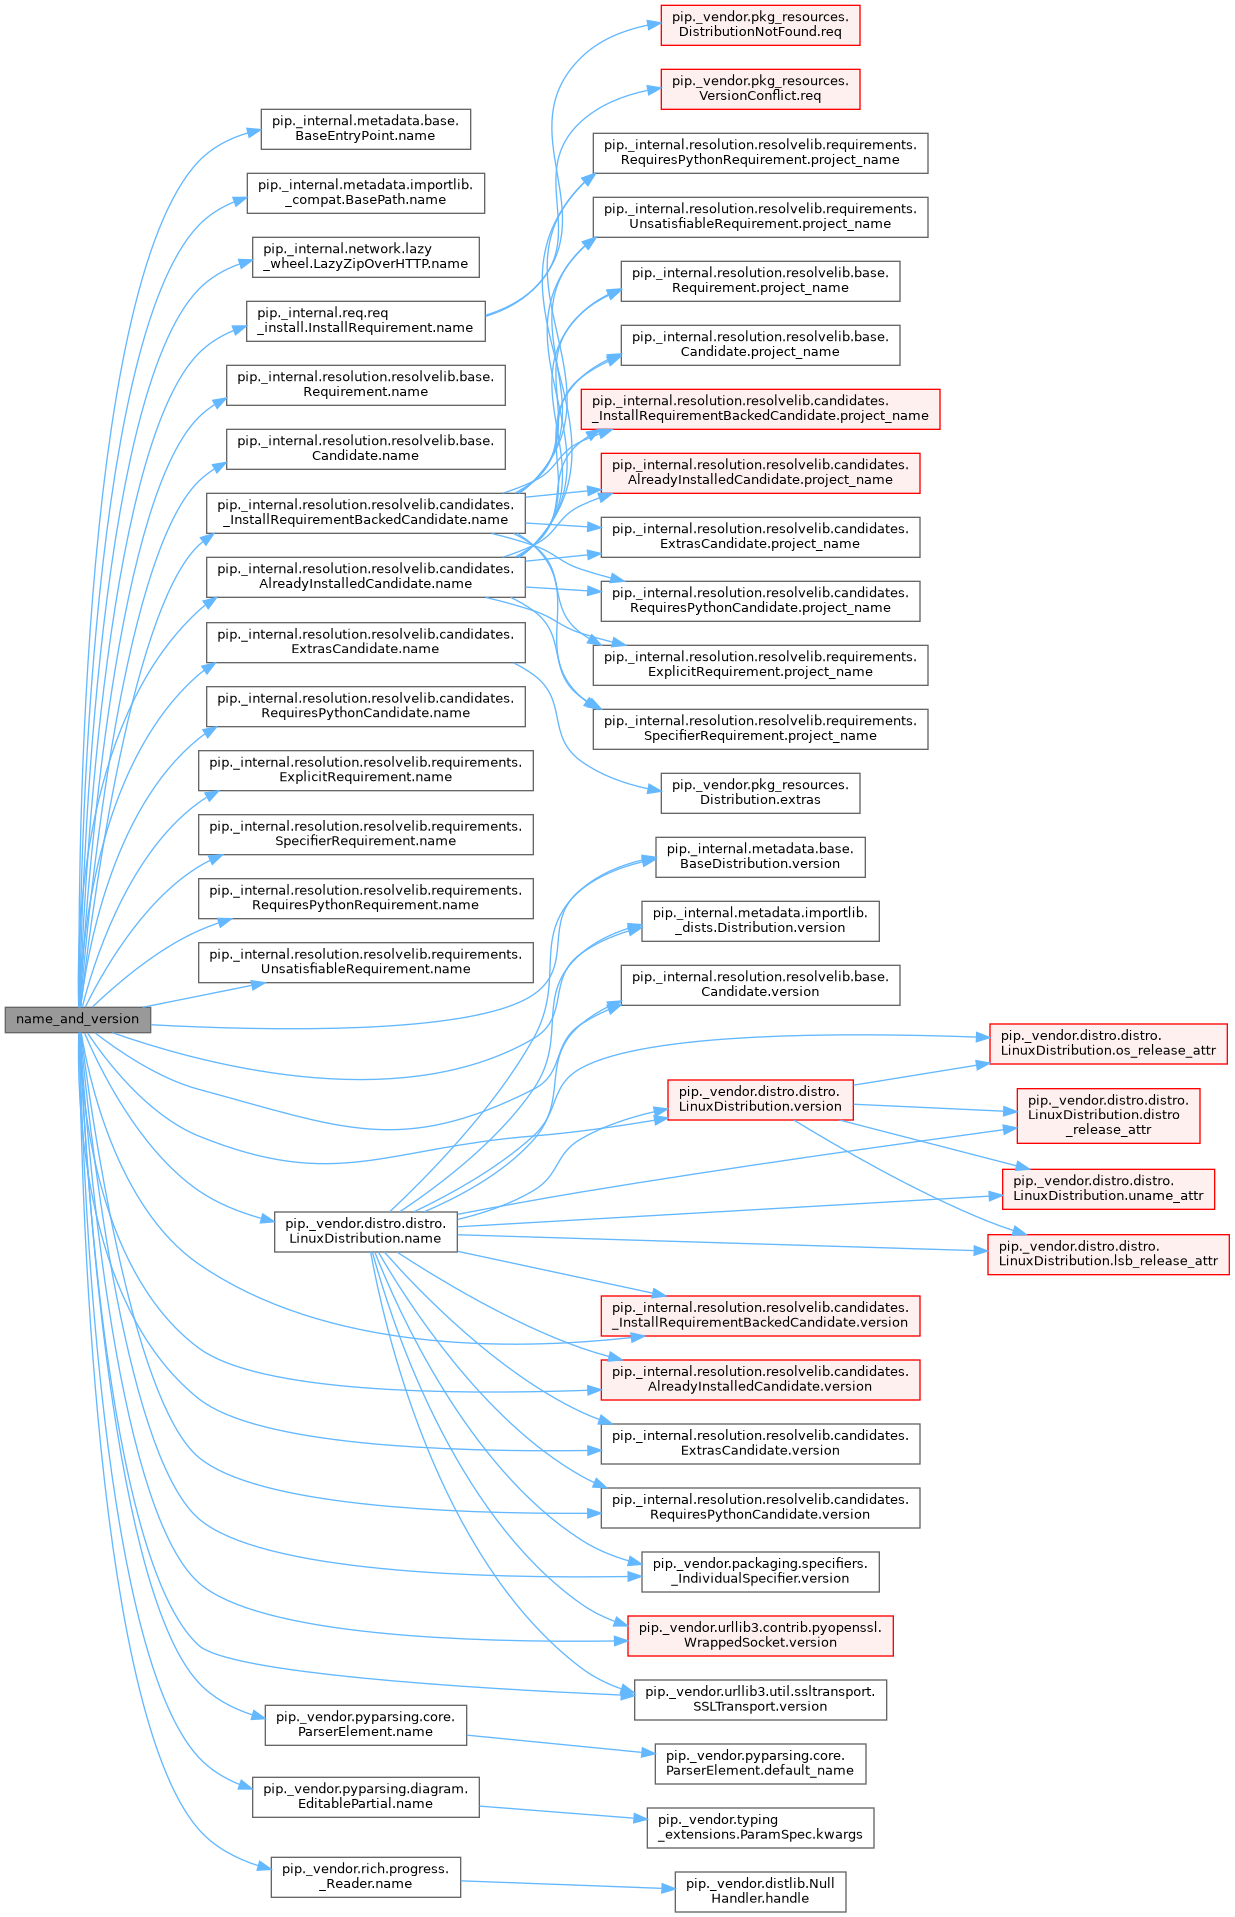 name_and_version
pip._internal.metadata.base.
BaseEntryPoint.name
pip._internal.metadata.importlib.
_compat.BasePath.name
pip._internal.network.lazy
_wheel.LazyZipOverHTTP.name
pip._internal.req.req
_install.InstallRequirement.name
pip._internal.resolution.resolvelib.base.
Requirement.name
pip._internal.resolution.resolvelib.base.
Candidate.name
pip._internal.resolution.resolvelib.candidates.
_InstallRequirementBackedCandidate.name
pip._internal.resolution.resolvelib.candidates.
AlreadyInstalledCandidate.name
pip._internal.resolution.resolvelib.candidates.
ExtrasCandidate.name
pip._internal.resolution.resolvelib.candidates.
RequiresPythonCandidate.name
pip._internal.resolution.resolvelib.requirements.
ExplicitRequirement.name
pip._internal.resolution.resolvelib.requirements.
SpecifierRequirement.name
pip._internal.resolution.resolvelib.requirements.
RequiresPythonRequirement.name
pip._internal.resolution.resolvelib.requirements.
UnsatisfiableRequirement.name
pip._vendor.distro.distro.
LinuxDistribution.name
pip._vendor.pyparsing.core.
ParserElement.name
pip._vendor.pyparsing.diagram.
EditablePartial.name
pip._vendor.rich.progress.
_Reader.name
pip._vendor.pkg_resources.
DistributionNotFound.req
pip._vendor.pkg_resources.
VersionConflict.req
pip._internal.resolution.resolvelib.requirements.
RequiresPythonRequirement.project_name
pip._internal.resolution.resolvelib.requirements.
UnsatisfiableRequirement.project_name
pip._internal.resolution.resolvelib.base.
Requirement.project_name
pip._internal.resolution.resolvelib.base.
Candidate.project_name
pip._internal.resolution.resolvelib.candidates.
_InstallRequirementBackedCandidate.project_name
pip._internal.resolution.resolvelib.candidates.
AlreadyInstalledCandidate.project_name
pip._internal.resolution.resolvelib.candidates.
ExtrasCandidate.project_name
pip._internal.resolution.resolvelib.candidates.
RequiresPythonCandidate.project_name
pip._internal.resolution.resolvelib.requirements.
ExplicitRequirement.project_name
pip._internal.resolution.resolvelib.requirements.
SpecifierRequirement.project_name
pip._vendor.pkg_resources.
Distribution.extras
pip._internal.metadata.base.
BaseDistribution.version
pip._internal.metadata.importlib.
_dists.Distribution.version
pip._internal.resolution.resolvelib.base.
Candidate.version
pip._vendor.distro.distro.
LinuxDistribution.version
pip._internal.resolution.resolvelib.candidates.
_InstallRequirementBackedCandidate.version
pip._internal.resolution.resolvelib.candidates.
AlreadyInstalledCandidate.version
pip._internal.resolution.resolvelib.candidates.
ExtrasCandidate.version
pip._internal.resolution.resolvelib.candidates.
RequiresPythonCandidate.version
pip._vendor.packaging.specifiers.
_IndividualSpecifier.version
pip._vendor.urllib3.contrib.pyopenssl.
WrappedSocket.version
pip._vendor.urllib3.util.ssltransport.
SSLTransport.version
pip._vendor.pyparsing.core.
ParserElement.default_name
pip._vendor.typing
_extensions.ParamSpec.kwargs
pip._vendor.distlib.Null
Handler.handle
pip._vendor.distro.distro.
LinuxDistribution.os_release_attr
pip._vendor.distro.distro.
LinuxDistribution.distro
_release_attr
pip._vendor.distro.distro.
LinuxDistribution.uname_attr
pip._vendor.distro.distro.
LinuxDistribution.lsb_release_attr